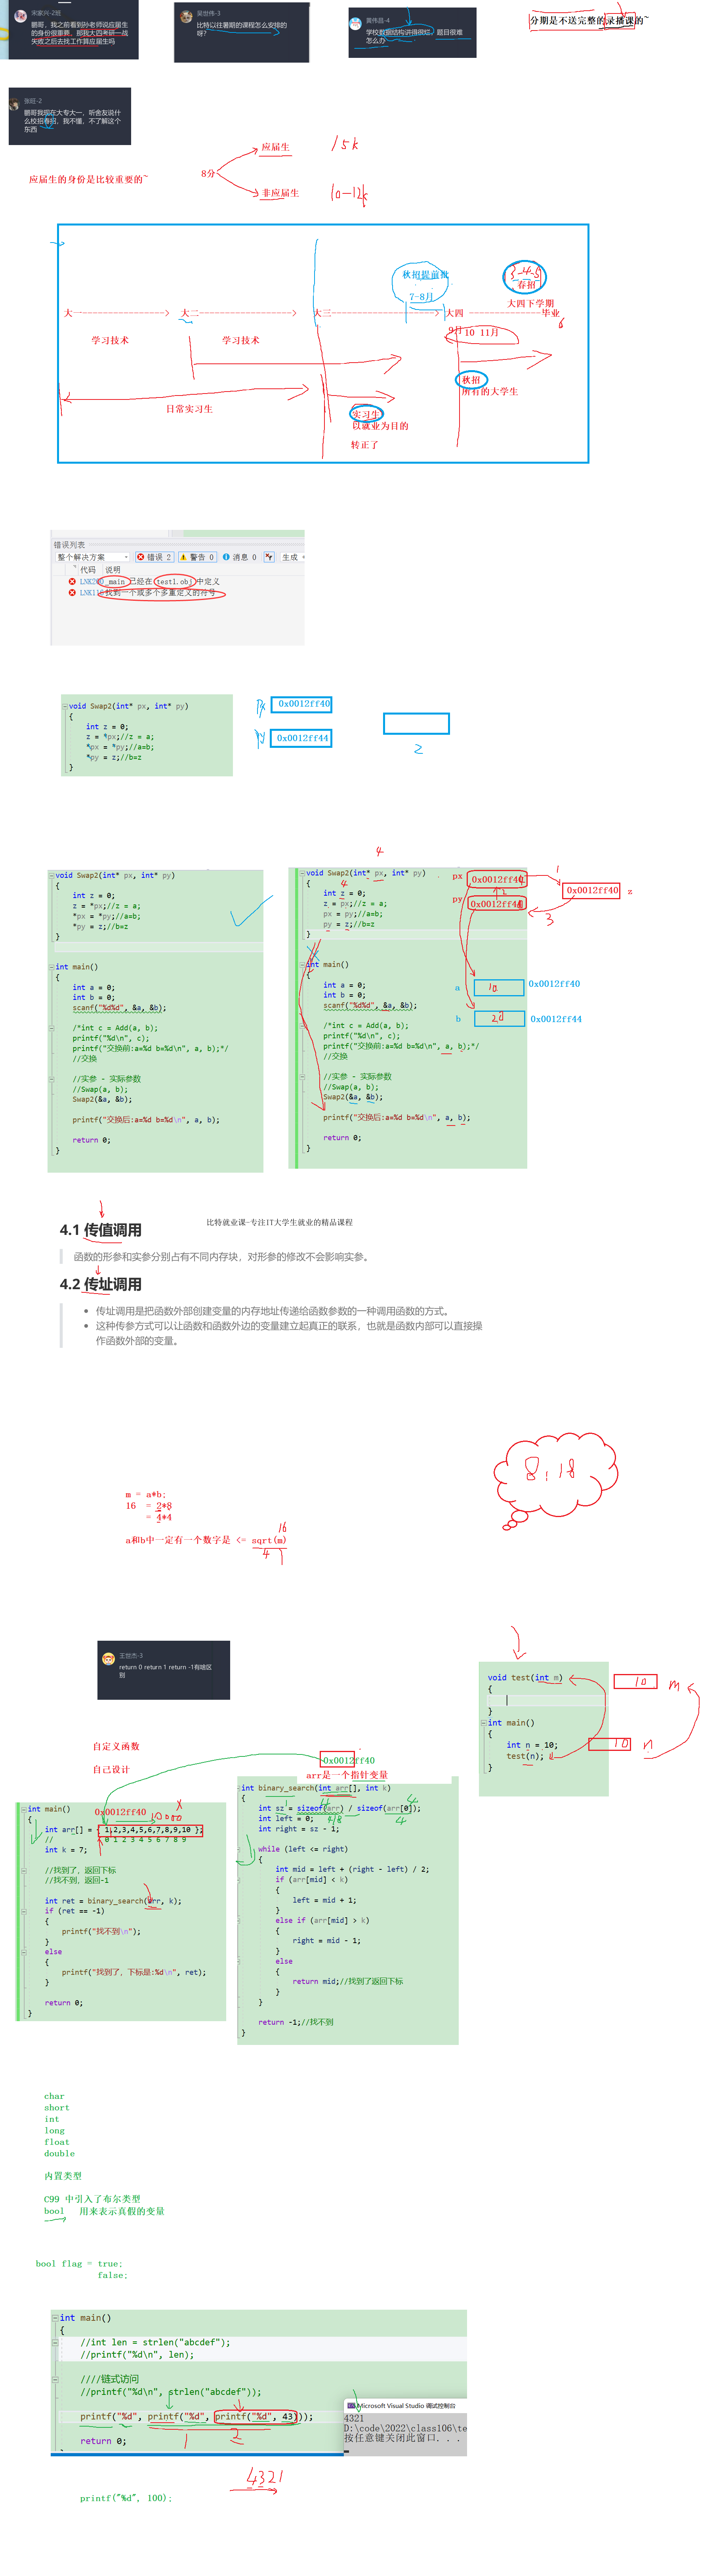 宋家兴-2班
鹏哥，我之前看到孙老师说应届生
的身份很重要，那我大四考研一战
失败之后去找工作算应届生吗
吴世伟-3
比特以往暑期的课程怎么安排的
呀?
黄伟昌-4
学校数据结构讲得很烂，题目很难
怎么办
分期是不送完整的录播课的~
张廷-2
鹏哥我现在大专大一，听舍友说什
么校招春招，我不懂，不了解这个
东西
应届生的身份是比较重要的~
8分
应届生
15k
非应届生
10-12k
秋招提前批
7-8月
3-4-5
春招
大四下学期
大一----------------> 大二------------------> 大三--------------------> 大四 --------------毕业
6
学习技术
学习技术
9月10 11月
秋招
所有的大学生
日常实习生
实习生
以就业为目的
转正了
错误列表
整个解决方案
错误 2
警告 0
消息 0
生成
代码 说明
_main 已经在 test1.obj 中定义
找到一个或多个多重定义的符号
void Swap2(int* px, int* py)
{
int z = 0;
z = *px;//z = a;
*px = *py;//a=b;
*py = z;//b=z
}
px 0x0012ff40
py 0x0012ff44
z
void Swap2(int* px, int* py)
{
int z = 0;
z = *px;//z = a;
*px = *py;//a=b;
*py = z;//b=z
}
int main()
{
int a = 0;
int b = 0;
scanf("%d%d", &a, &b);
/*int c = Add(a, b);
printf("%d\n", c);
printf("交换前:a=%d b=%d\n", a, b);*/
//交换
//实参 - 实际参数
//Swap(a, b);
Swap2(&a, &b);
printf("交换后:a=%d b=%d\n", a, b);
return 0;
}
4
void Swap2(int* px, int* py)
{
4
int z = 0;
z = px;//z = a;
px = py;//a=b;
py = z;//b=z
}
int main()
{
int a = 0;
int b = 0;
scanf("%d%d", &a, &b);
/*int c = Add(a, b);
printf("%d\n", c);
printf("交换前:a=%d b=%d\n", a, b);*/
//交换
//实参 - 实际参数
//Swap(a, b);
Swap2(&a, &b);
printf("交换后:a=%d b=%d\n", a, b);
return 0;
}
px
py
1
2
3
0x0012ff40 z
a 10 0x0012ff40
b 20 0x0012ff44
4.1 传值调用
比特就业课-专注IT大学生就业的精品课程
函数的形参和实参分别占有不同内存块，对形参的修改不会影响实参。
4.2 传址调用
传址调用是把函数外部创建变量的内存地址传递给函数参数的一种调用函数的方式。
这种传参方式可以让函数和函数外边的变量建立起真正的联系，也就是函数内部可以直接操
作函数外部的变量。
8:18
m = a*b;
16 = 2*8
= 4*4
16
a和b中一定有一个数字是 <= sqrt(m)
4
王世杰-3
return 0 return 1 return -1有啥区
别
void test(int m)
{
}
int main()
{
int n = 10;
test(n);
}
10 m
10 n
自定义函数
自己设计
0x0012ff40
arr是一个指针变量
0x0012ff40
10000
int main()
{
int arr[] = { 1,2,3,4,5,6,7,8,9,10 };
// 0 1 2 3 4 5 6 7 8 9
int k = 7;
//找到了，返回下标
//找不到，返回-1
int ret = binary_search(arr, k);
if (ret == -1)
{
printf("找不到\n");
}
else
{
printf("找到了，下标是:%d\n", ret);
}
return 0;
}
int binary_search(int arr[], int k)
{
4
4
int sz = sizeof(arr) / sizeof(arr[0]);
4/8
4
int left = 0;
int right = sz - 1;
while (left <= right)
{
int mid = left + (right - left) / 2;
if (arr[mid] < k)
{
left = mid + 1;
}
else if (arr[mid] > k)
{
right = mid - 1;
}
else
{
return mid;//找到了返回下标
}
}
return -1;//找不到
}
char
short
int
long
float
double
内置类型
C99 中引入了布尔类型
bool 用来表示真假的变量
bool flag = true;
false;
int main()
{
//int len = strlen("abcdef");
//printf("%d\n", len);
////链式访问
//printf("%d\n", strlen("abcdef"));
printf("%d", printf("%d", printf("%d", 43)));
1
2
return 0;
Microsoft Visual Studio 调试控制台
4321
D:\code\2022\class106\te
按任意键关闭此窗口. . .
4321
printf("%d", 100);